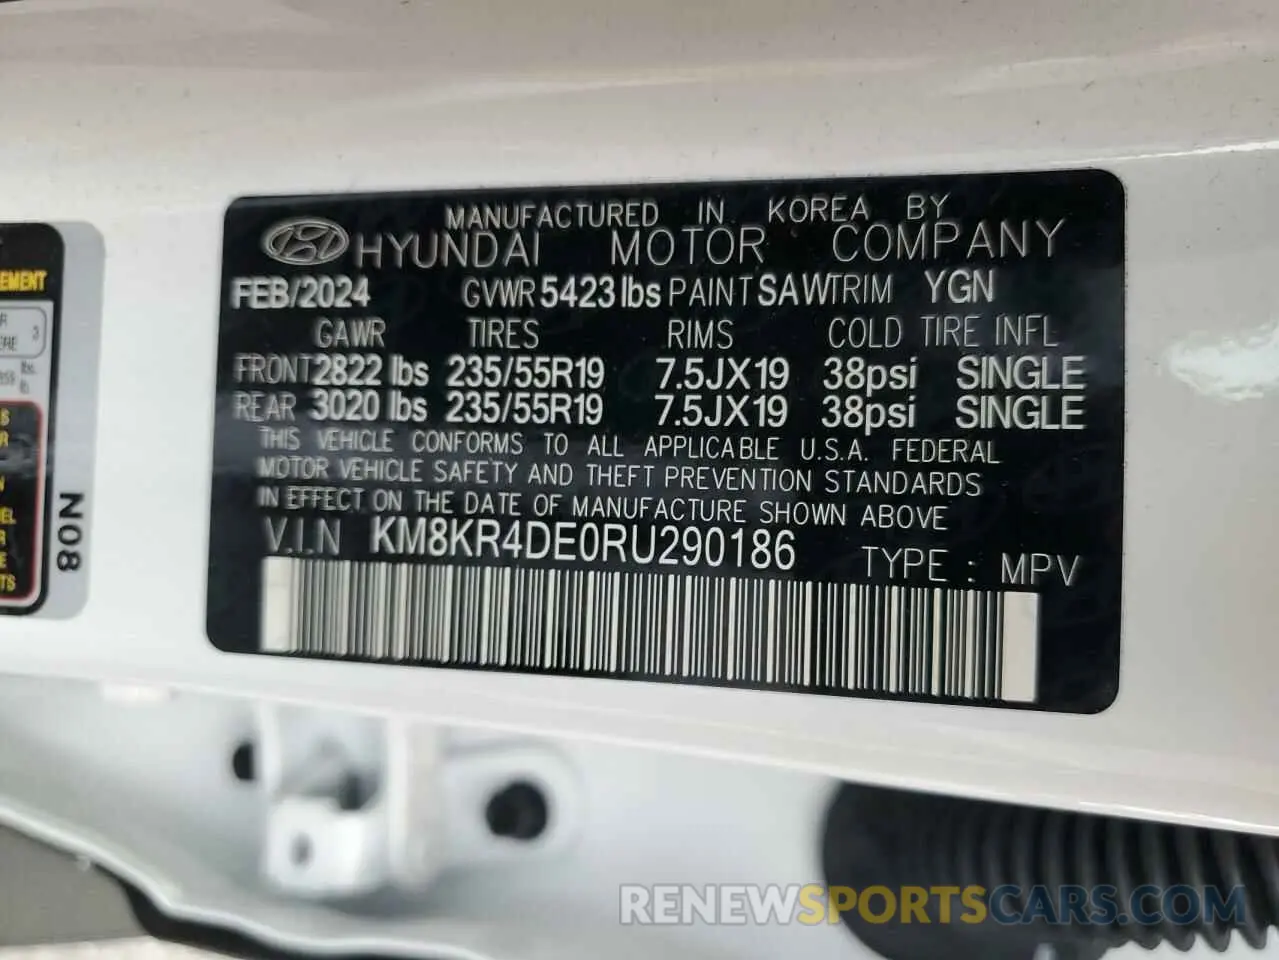 MANUFACTURED IN KOREA BY
HYUNDAI MOTOR COMPANY
FEB/2024 GVWR 5423 lbs PAINT SAW TRIM YGN
GAWR TIRES RIMS COLD TIRE INFL
FRONT 2822 lbs 235/55R19 7.5JX19 38psi SINGLE
REAR 3020 lbs 235/55R19 7.5JX19 38psi SINGLE
THIS VEHICLE CONFORMS TO ALL APPLICABLE U.S.A. FEDERAL
MOTOR VEHICLE SAFETY AND THEFT PREVENTION STANDARDS
IN EFFECT ON THE DATE OF MANUFACTURE SHOWN ABOVE
V.I.N KM8KR4DE0RU290186 TYPE : MPV
N08
3
RENEWSPORTSCARS.COM